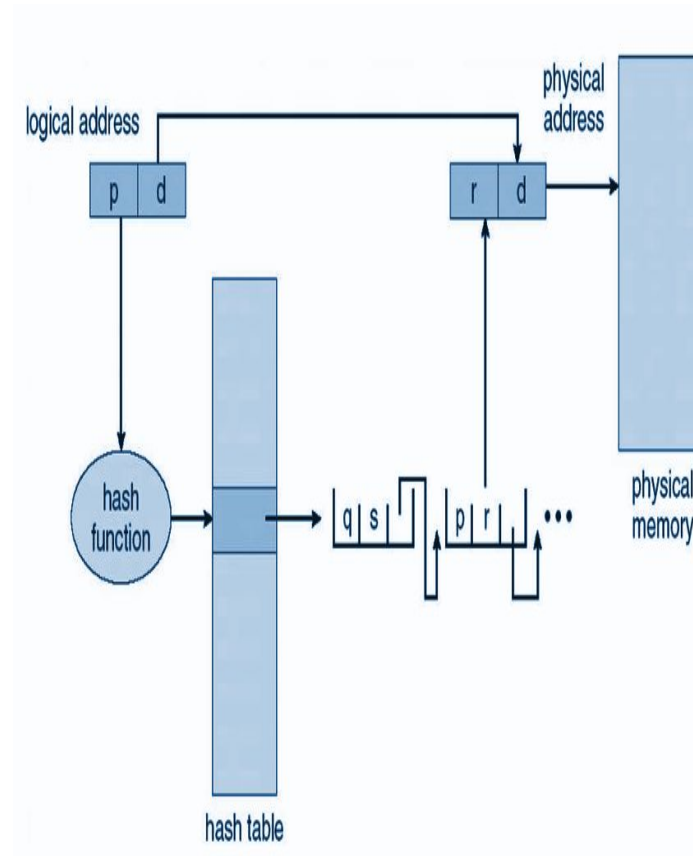 logical address
physical
address
p d
r d
hash
function
q s
p r
•••
physical
memory
hash table